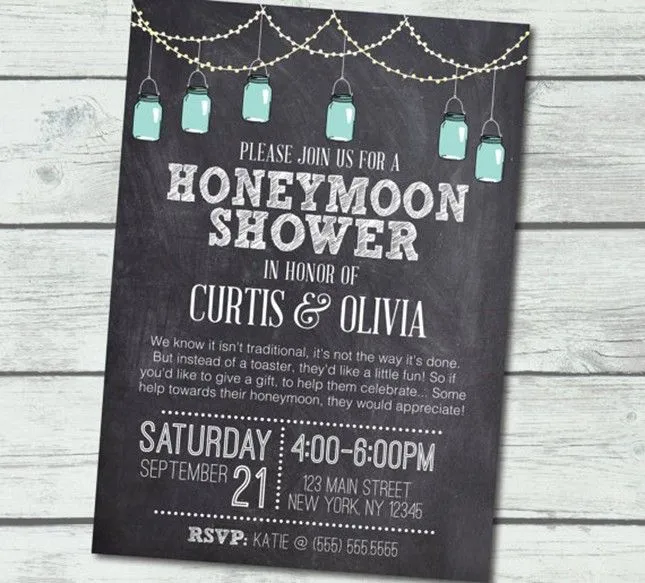 PLEASE JOIN US FOR A
HONEYMOON
SHOWER
IN HONOR OF
CURTIS & OLIVIA
We know it isn't traditional, it's not the way it's done.
But instead of a toaster, they'd like a little fun! So if
you'd like to give a gift, to help them celebrate... Some
help towards their honeymoon, they would appreciate!
SATURDAY
SEPTEMBER 21
4:00-6:00PM
123 MAIN STREET
NEW YORK, NY 12345
RSVP: KATIE @ (555) 555.5555